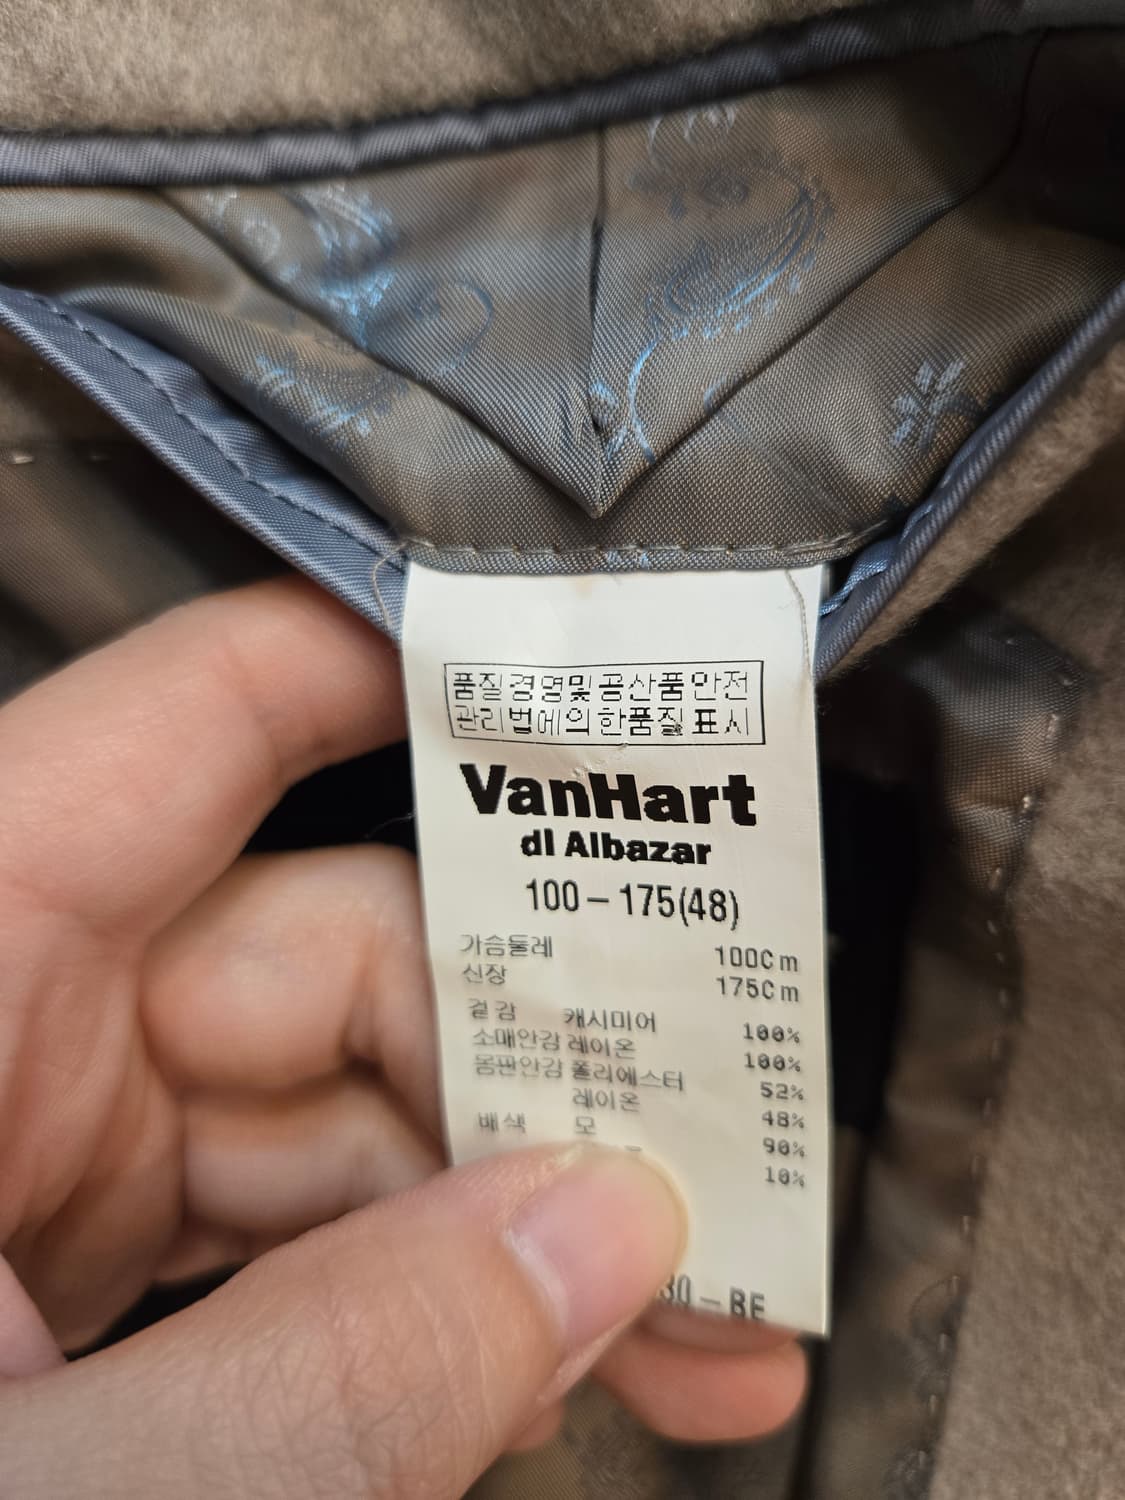 품질경영및공산품안전
관리법에의한품질표시
VanHart
dI Albazar
100-175(48)
가슴둘레 100Cm
신장 175Cm
겉감 캐시미어 100%
소매안감 레이온 100%
몸판안감 폴리에스터 52%
레이온 48%
배색 모 90%
10%
30-BE